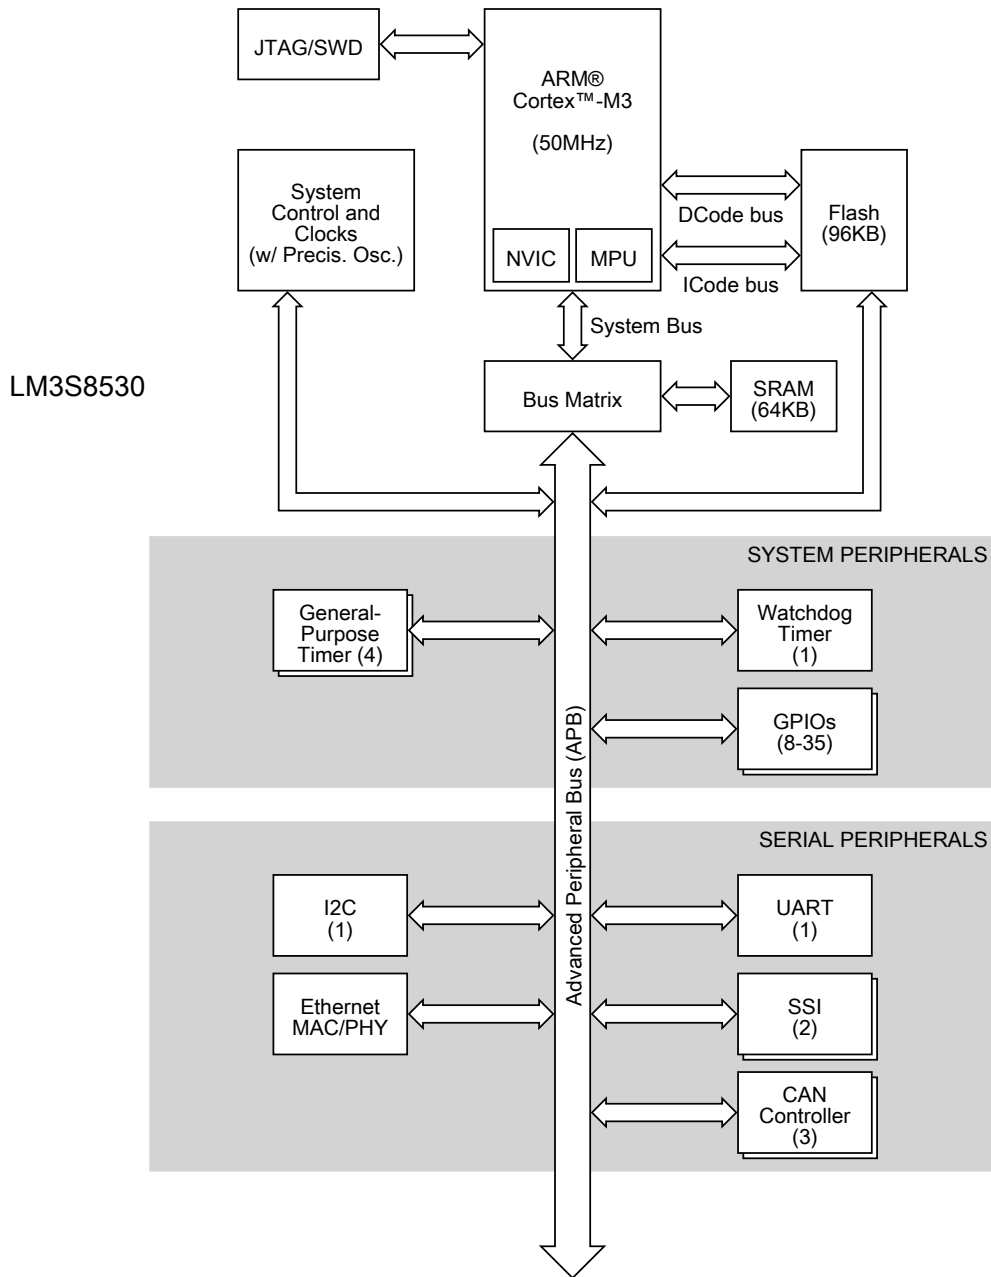 JTAG/SWD
ARM®
Cortex™-M3
(50MHz)
System
Control and
Clocks
(w/ Precis. Osc.)
DCode bus
Flash
(96KB)
NVIC
MPU
ICode bus
System Bus
LM3S8530
Bus Matrix
SRAM
(64KB)
SYSTEM PERIPHERALS
General-
Purpose
Timer (4)
Watchdog
Timer
(1)
GPIOs
(8-35)
Advanced Peripheral Bus (APB)
SERIAL PERIPHERALS
I2C
(1)
UART
(1)
Ethernet
MAC/PHY
SSI
(2)
CAN
Controller
(3)